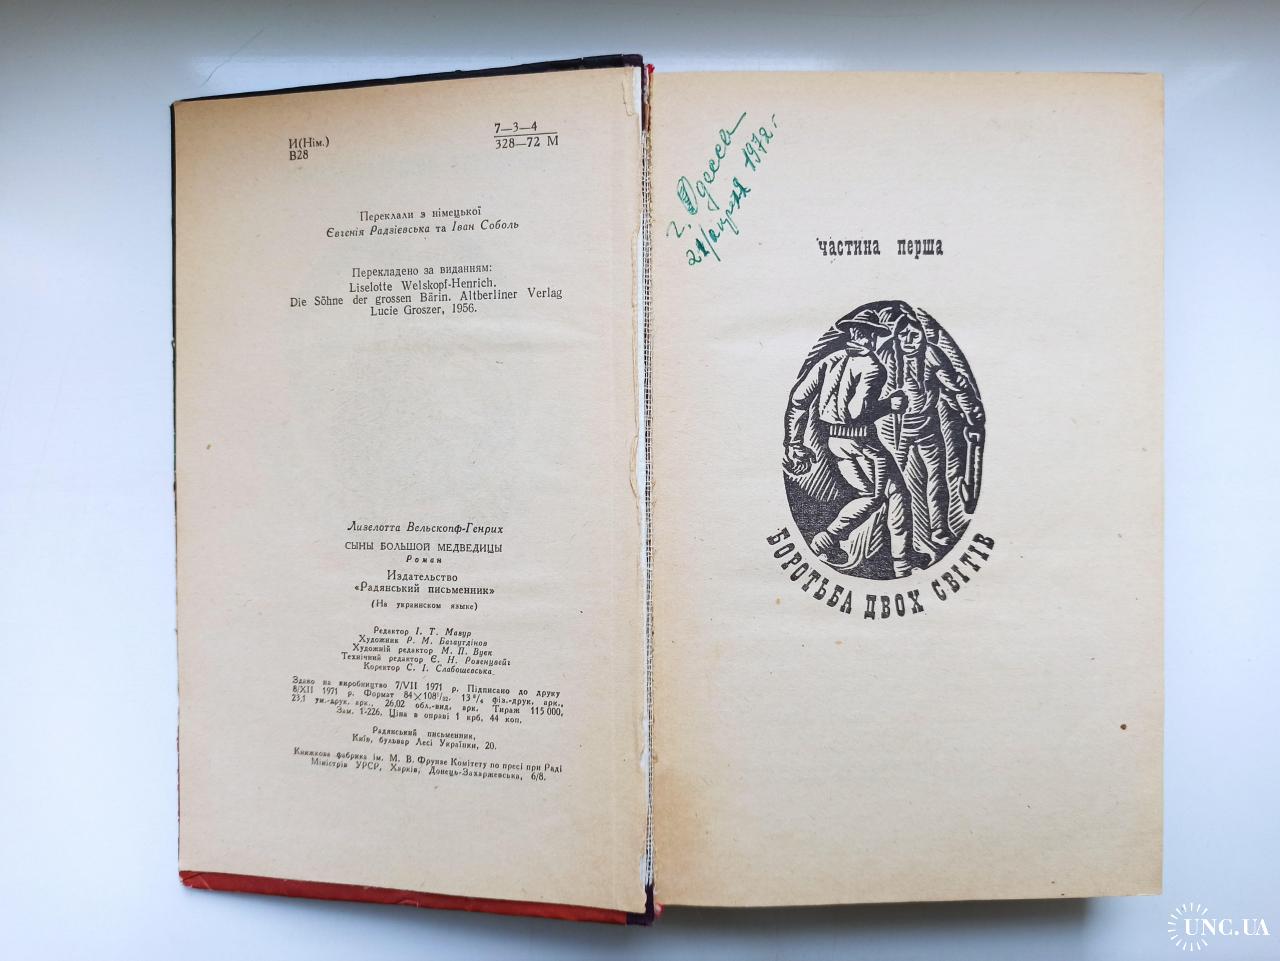 И(Нім.)
В28
7—3—4
328—72 М
Переклали з німецької
Євгенія Радзієвська та Іван Соболь
Перекладено за виданням:
Liselotte Welskopf-Henrich.
Die Söhne der grossen Bärin. Altberliner Verlag
Lucie Groszer, 1956.
Лизелотта Вельскопф-Генрих
СЫНЫ БОЛЬШОЙ МЕДВЕДИЦЫ
Роман
Издательство
«Радянський письменник»
(На украинском языке)
Редактор І. Т. Мазур
Художник Р. М. Багаутдінов
Художній редактор М. П. Вуек
Технічний редактор Є. Н. Розенцвейг
Коректор С. І. Слабошевська
Здано на виробництво 7/VII 1971 р. Підписано до друку
8/XII 1971 р. Формат 84×108¹/₃₂. 13 фіз.-друк. арк.,
23,1 ум.-друк. арк., 26,02 обл.-вид. арк. Тираж 115 000,
Зам. 1-226. Ціна в оправі 1 крб. 44 коп.
Радянський письменник,
Київ, бульвар Лесі Українки, 20.
Книжкова фабрика ім. М. В. Фрунзе Комітету по пресі при Раді
Міністрів УРСР, Харків, Донець-Захаржевська, 6/8.
г. Одесса
21/апреля 1972 г.
частина перша
БОРОТЬБА ДВОХ СВІТІВ
UNC.UA